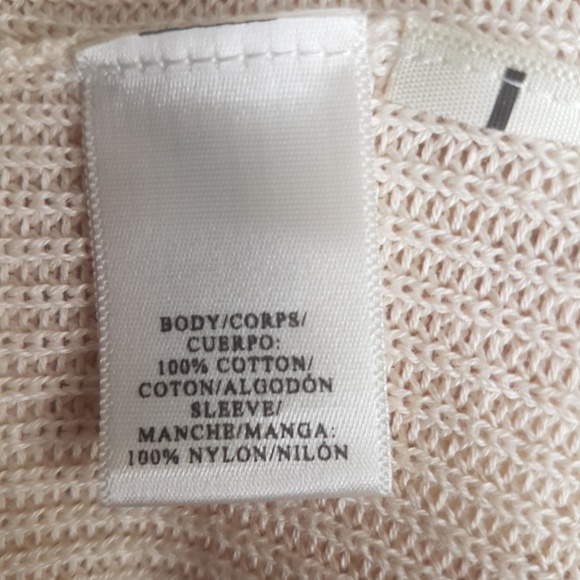 BODY/CORPS/
CUERPO:
100% COTTON/
COTON/ALGODÓN
SLEEVE/
MANCHE/MANGA:
100% NYLON/NILÓN